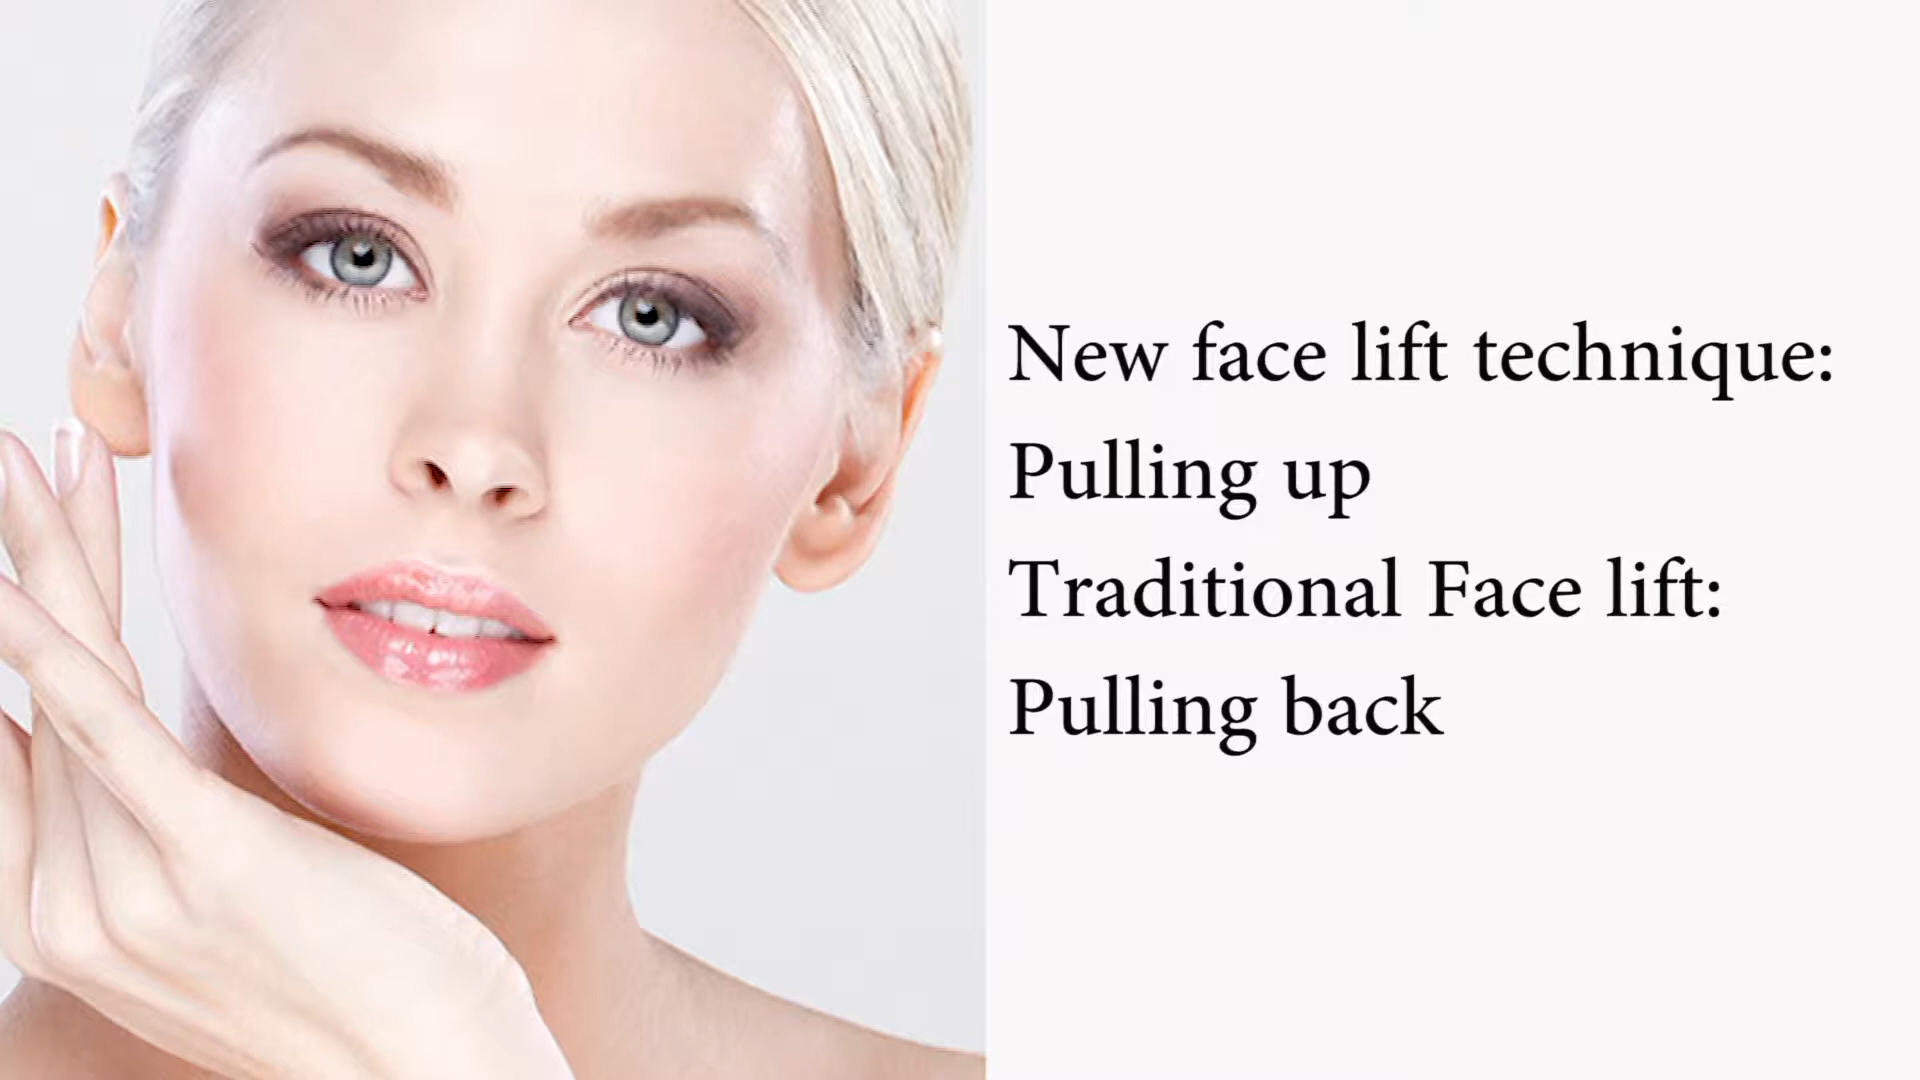 New face lift technique:
Pulling up
Traditional Face lift:
Pulling back